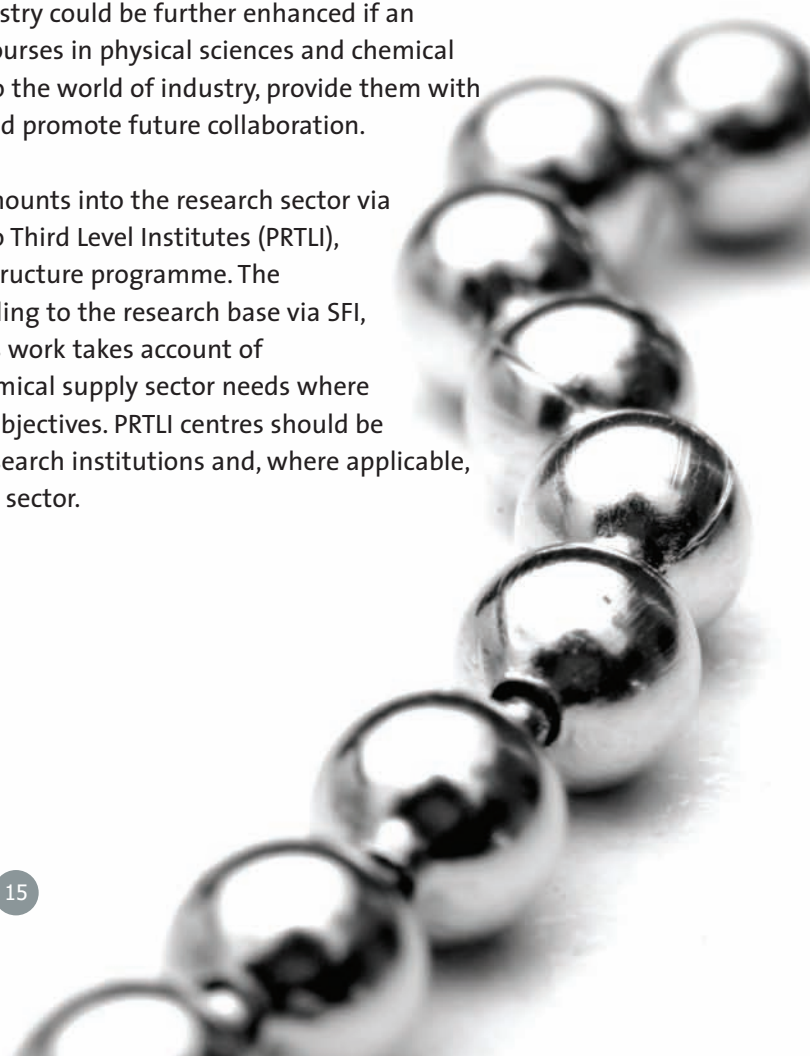 stry could be further enhanced if an
ourses in physical sciences and chemical
o the world of industry, provide them with
d promote future collaboration.
nounts into the research sector via
o Third Level Institutes (PRTLI),
ructure programme. The
ling to the research base via SFI,
s work takes account of
mical supply sector needs where
bjectives. PRTLI centres should be
search institutions and, where applicable,
sector.
15